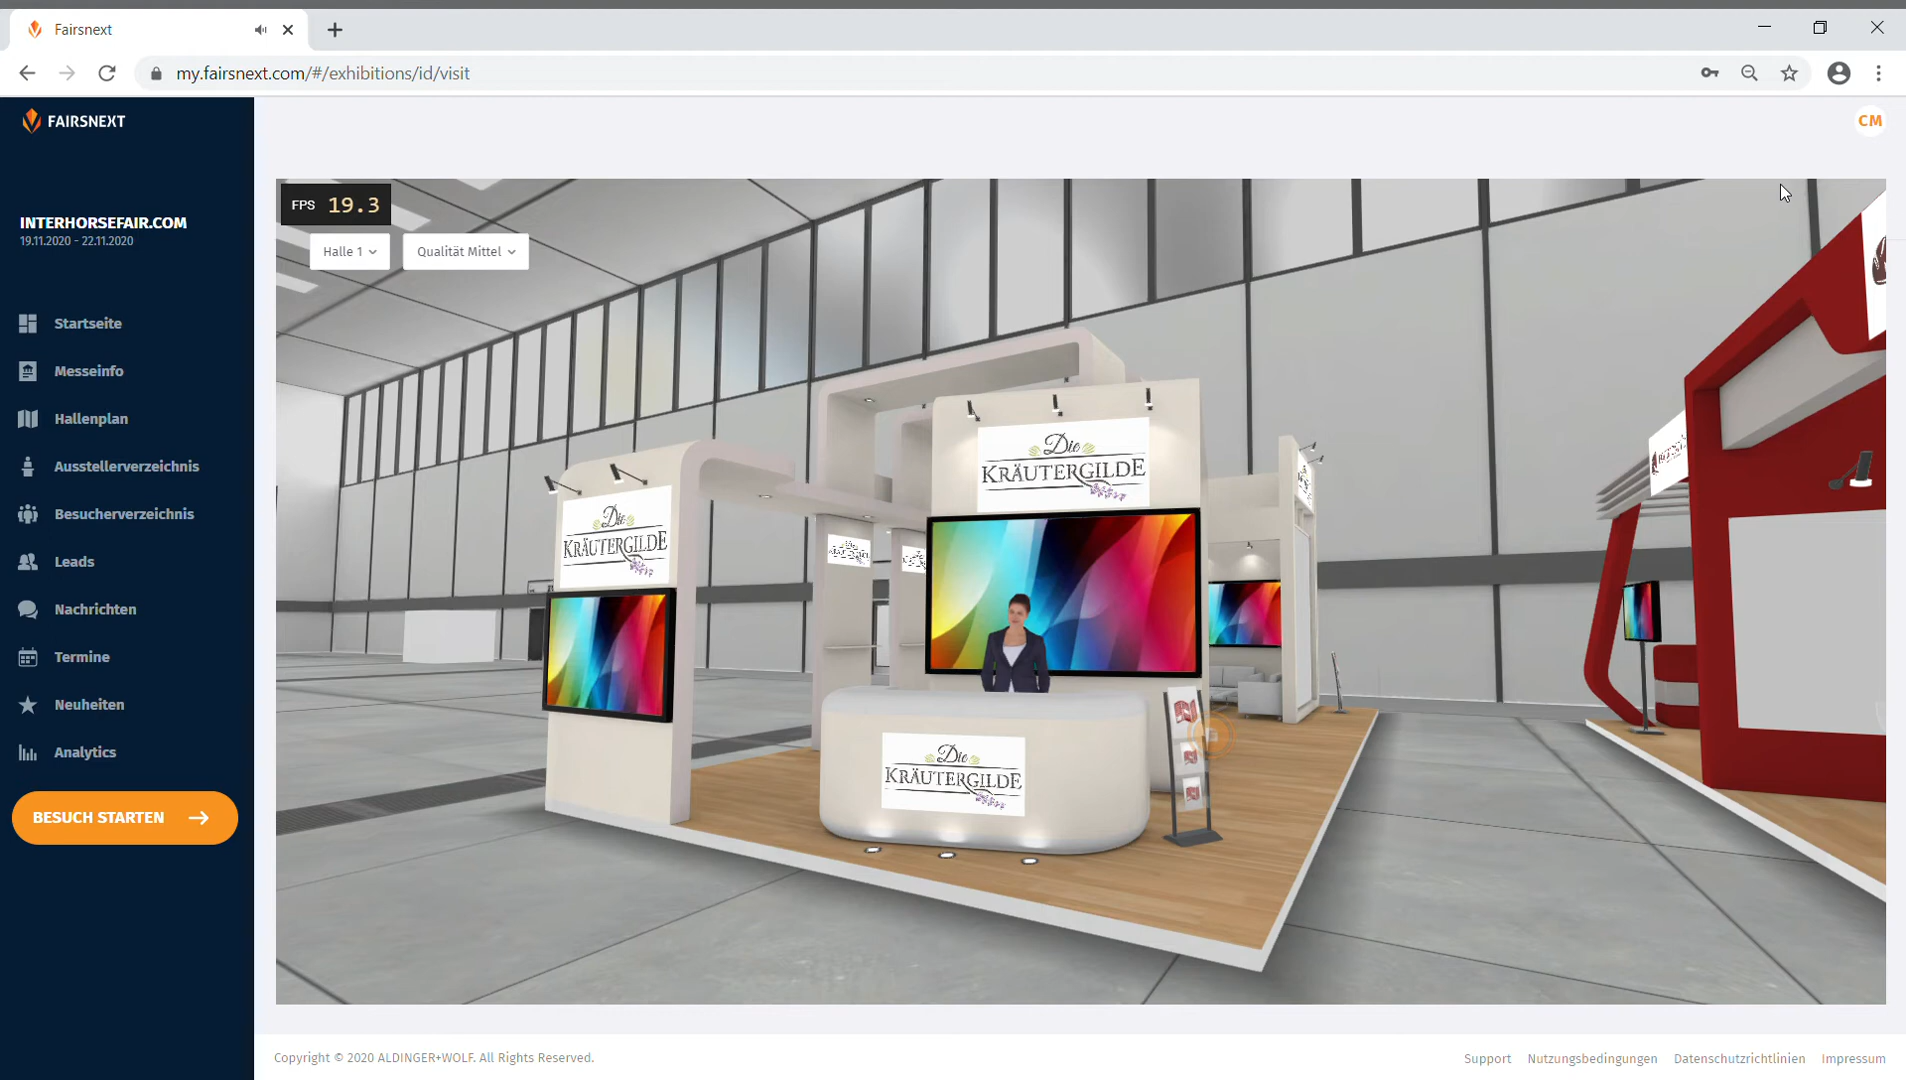 Fairsnext
my.fairsnext.com/#/exhibitions/id/visit
FAIRSNEXT
CM
INTERHORSEFAIR.COM
19.11.2020 - 22.11.2020
Startseite
Messeinfo
Hallenplan
Ausstellerverzeichnis
Besucherverzeichnis
Leads
Nachrichten
Termine
Neuheiten
Analytics
BESUCH STARTEN
FPS 19.3
Halle 1
Qualität Mittel
Die
KRÄUTERGILDE
Die
KRÄUTERGILDE
Die
KRÄUTERGILDE
Copyright © 2020 ALDINGER+WOLF. All Rights Reserved.
Support Nutzungsbedingungen Datenschutzrichtlinien Impressum